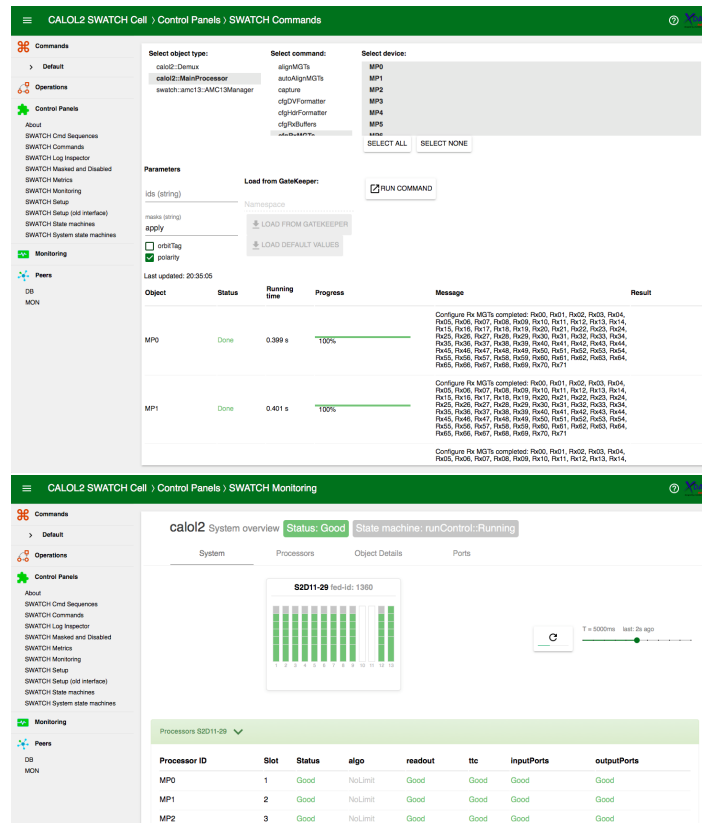 CALOL2 SWATCH Cell 〉Control Panels 〉SWATCH Commands
Commands
Default
Operations
Control Panels
About
SWATCH Cmd Sequences
SWATCH Commands
SWATCH Log Inspector
SWATCH Masked and Disabled
SWATCH Metrics
SWATCH Monitoring
SWATCH Setup
SWATCH Setup (old interface)
SWATCH State machines
SWATCH System state machines
Monitoring
Peers
DB
MON
Select object type: Select command: Select device:
calol2::Demux alignMGTs MP0
calol2::MainProcessor autoAlignMGTs MP1
swatch::amc13::AMC13Manager capture MP2
cfgDVFormatter MP3
cfgHdrFormatter MP4
cfgRxBuffers MP5
cfgRxMGTs MP6
SELECT ALL SELECT NONE
Parameters
Load from GateKeeper:
ids (string)
RUN COMMAND
Namespace
masks (string)
apply
LOAD FROM GATEKEEPER
orbitTag
LOAD DEFAULT VALUES
polarity
Last updated: 20:35:05
Object Status Running time Progress Message Result
MP0 Done 0.399 s 100%
Configure Rx MGTs completed: Rx00, Rx01, Rx02, Rx03, Rx04,
Rx05, Rx06, Rx07, Rx08, Rx09, Rx10, Rx11, Rx12, Rx13, Rx14,
Rx15, Rx16, Rx17, Rx18, Rx19, Rx20, Rx21, Rx22, Rx23, Rx24,
Rx25, Rx26, Rx27, Rx28, Rx29, Rx30, Rx31, Rx32, Rx33, Rx34,
Rx35, Rx36, Rx37, Rx38, Rx39, Rx40, Rx41, Rx42, Rx43, Rx44,
Rx45, Rx46, Rx47, Rx48, Rx49, Rx50, Rx51, Rx52, Rx53, Rx54,
Rx55, Rx56, Rx57, Rx58, Rx59, Rx60, Rx61, Rx62, Rx63, Rx64,
Rx65, Rx66, Rx67, Rx68, Rx69, Rx70, Rx71
MP1 Done 0.401 s 100%
Configure Rx MGTs completed: Rx00, Rx01, Rx02, Rx03, Rx04,
Rx05, Rx06, Rx07, Rx08, Rx09, Rx10, Rx11, Rx12, Rx13, Rx14,
Rx15, Rx16, Rx17, Rx18, Rx19, Rx20, Rx21, Rx22, Rx23, Rx24,
Rx25, Rx26, Rx27, Rx28, Rx29, Rx30, Rx31, Rx32, Rx33, Rx34,
Rx35, Rx36, Rx37, Rx38, Rx39, Rx40, Rx41, Rx42, Rx43, Rx44,
Rx45, Rx46, Rx47, Rx48, Rx49, Rx50, Rx51, Rx52, Rx53, Rx54,
Rx55, Rx56, Rx57, Rx58, Rx59, Rx60, Rx61, Rx62, Rx63, Rx64,
Rx65, Rx66, Rx67, Rx68, Rx69, Rx70, Rx71
Configure Rx MGTs completed: Rx00, Rx01, Rx02, Rx03, Rx04,
Rx05, Rx06, Rx07, Rx08, Rx09, Rx10, Rx11, Rx12, Rx13, Rx14,
CALOL2 SWATCH Cell 〉Control Panels 〉SWATCH Monitoring
Commands
Default
Operations
Control Panels
About
SWATCH Cmd Sequences
SWATCH Commands
SWATCH Log Inspector
SWATCH Masked and Disabled
SWATCH Metrics
SWATCH Monitoring
SWATCH Setup
SWATCH Setup (old interface)
SWATCH State machines
SWATCH System state machines
Monitoring
Peers
DB
MON
calol2 System overview Status: Good State machine: runControl::Running
System Processors Object Details Ports
S2D11-29 fed-id: 1360
1 2 3 4 5 6 7 8 9 10 11 12 13
T = 5000ms last: 2s ago
Processors S2D11-29
Processor ID Slot Status algo readout ttc inputPorts outputPorts
MP0 1 Good NoLimit Good Good Good Good
MP1 2 Good NoLimit Good Good Good Good
MP2 3 Good NoLimit Good Good Good Good